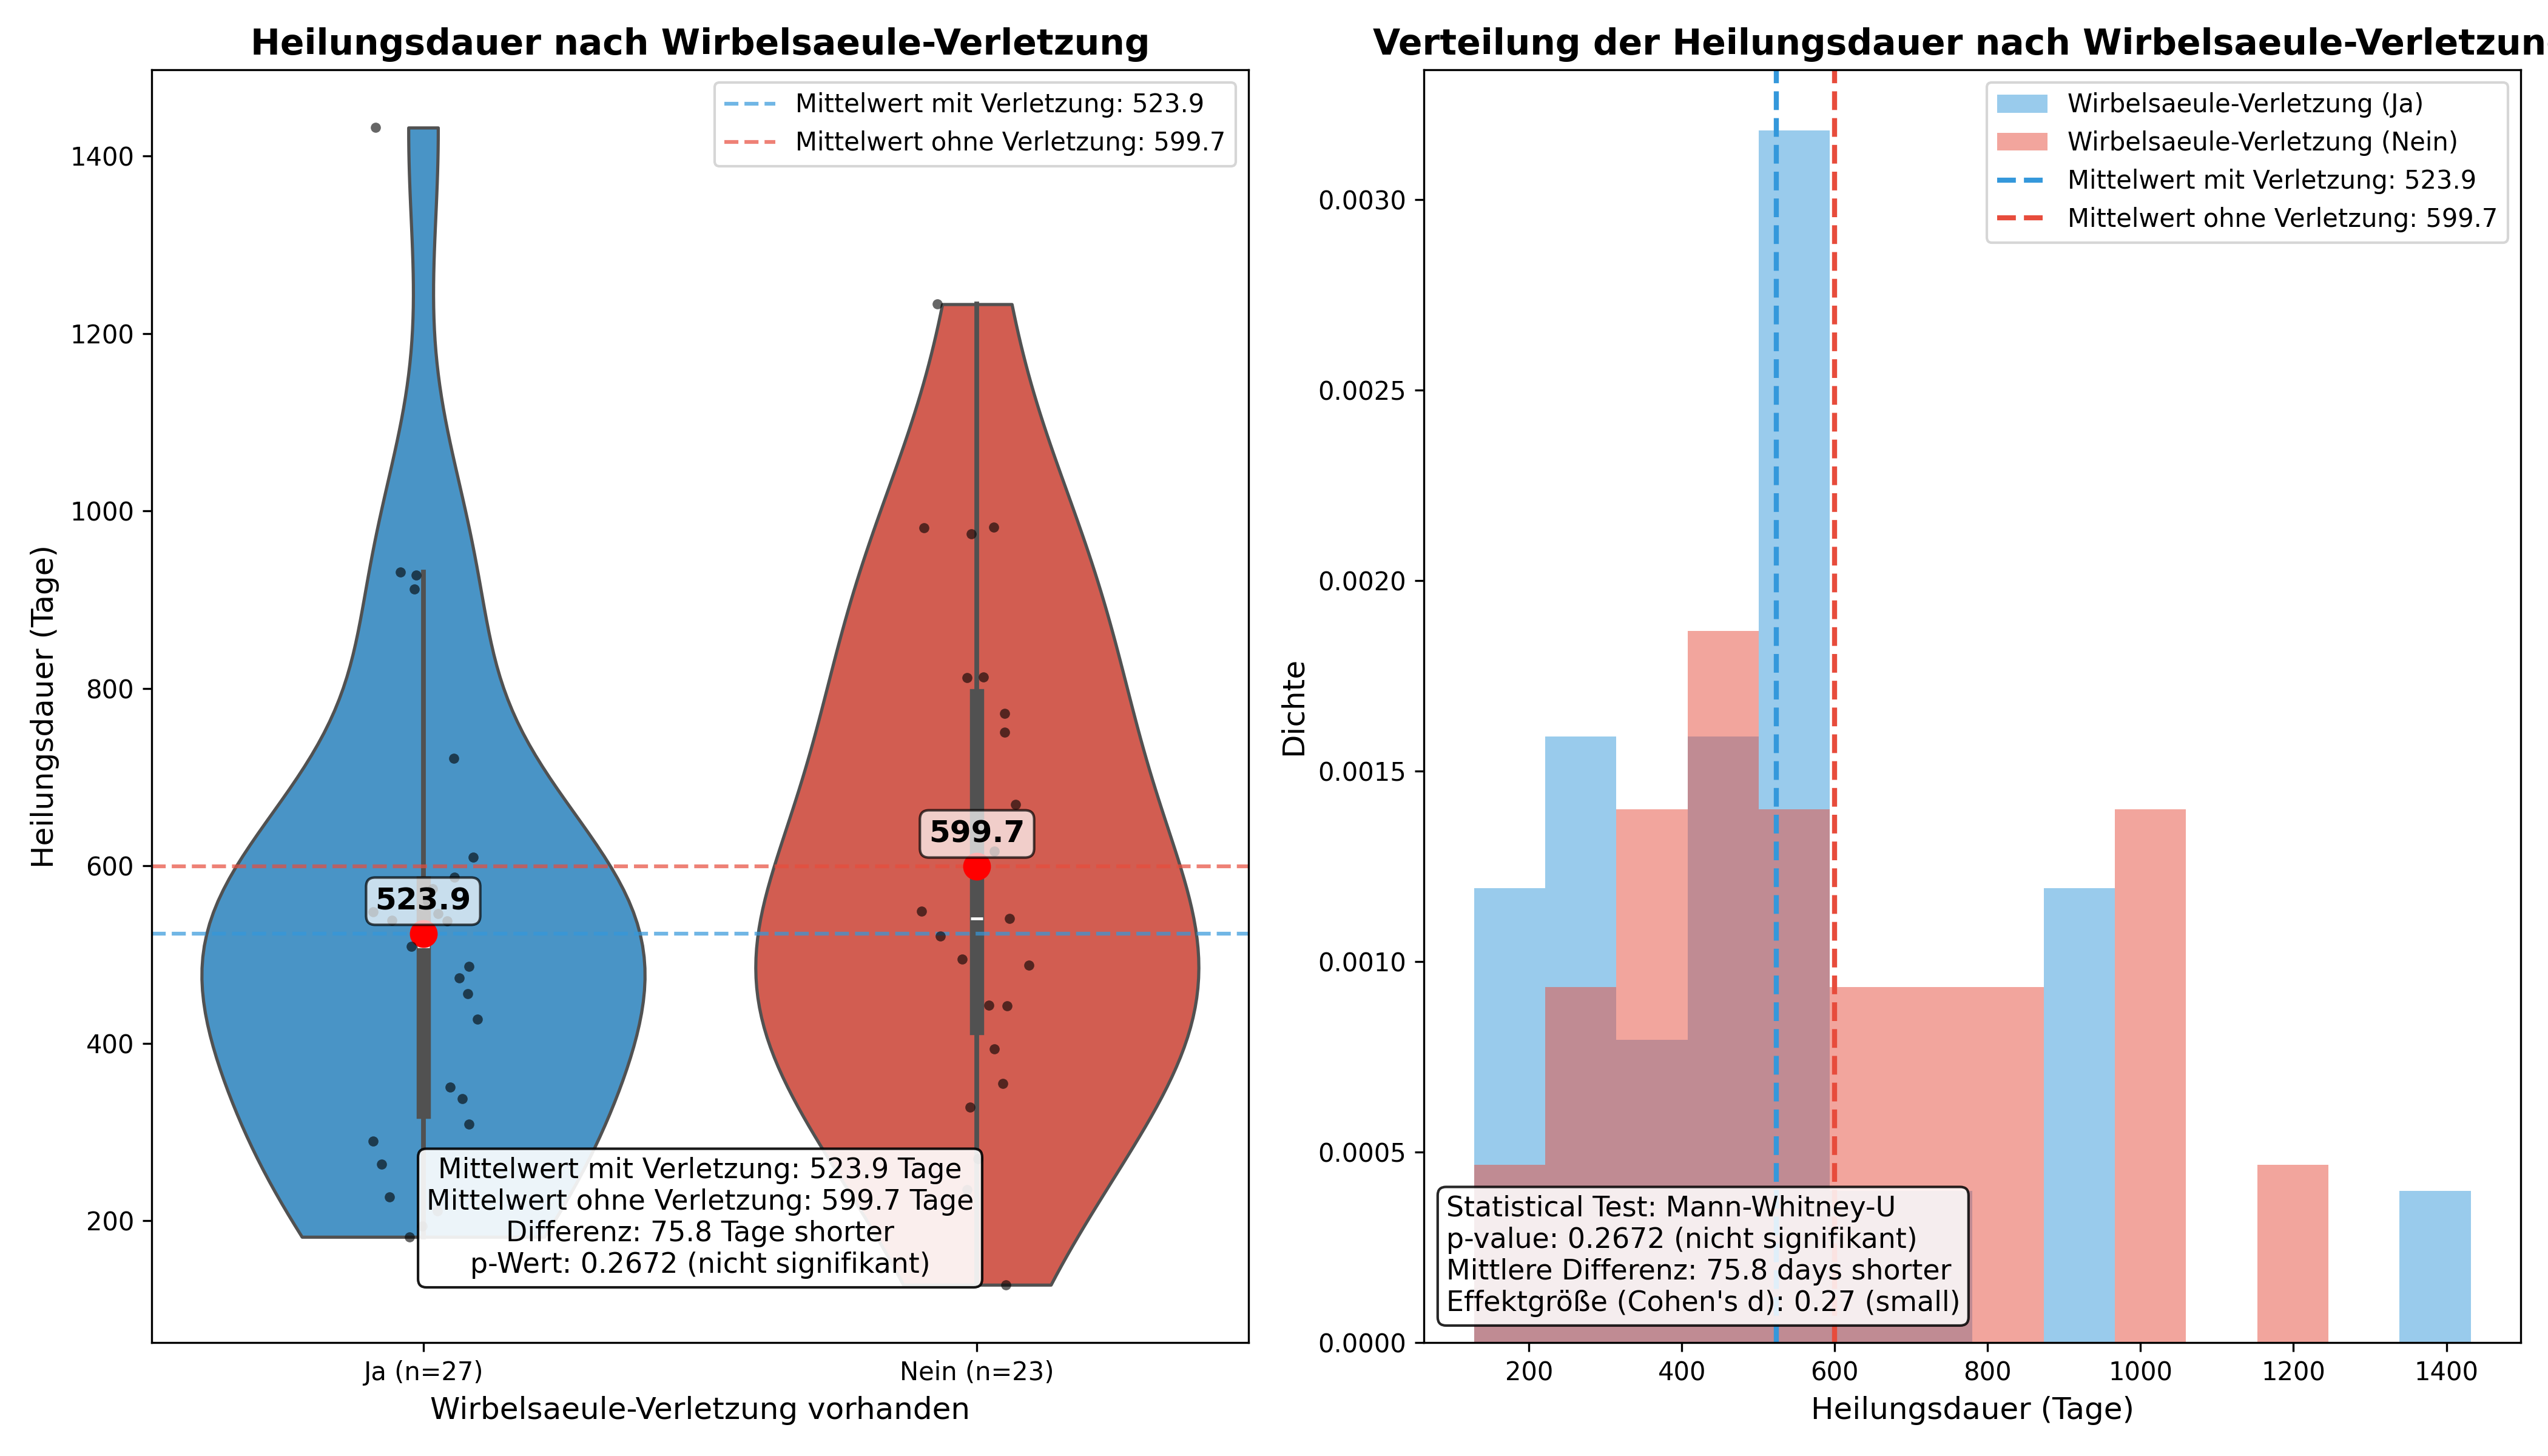 Heilungsdauer nach Wirbelsaeule-Verletzung
Mittelwert mit Verletzung: 523.9
Mittelwert ohne Verletzung: 599.7
Heilungsdauer (Tage)
1400
1200
1000
800
600
400
200
523.9
599.7
Mittelwert mit Verletzung: 523.9 Tage
Mittelwert ohne Verletzung: 599.7 Tage
Differenz: 75.8 Tage shorter
p-Wert: 0.2672 (nicht signifikant)
Ja (n=27)
Nein (n=23)
Wirbelsaeule-Verletzung vorhanden
Verteilung der Heilungsdauer nach Wirbelsaeule-Verletzun
Wirbelsaeule-Verletzung (Ja)
Wirbelsaeule-Verletzung (Nein)
Mittelwert mit Verletzung: 523.9
Mittelwert ohne Verletzung: 599.7
Dichte
0.0030
0.0025
0.0020
0.0015
0.0010
0.0005
0.0000
Statistical Test: Mann-Whitney-U
p-value: 0.2672 (nicht signifikant)
Mittlere Differenz: 75.8 days shorter
Effektgröße (Cohen's d): 0.27 (small)
200
400
600
800
1000
1200
1400
Heilungsdauer (Tage)